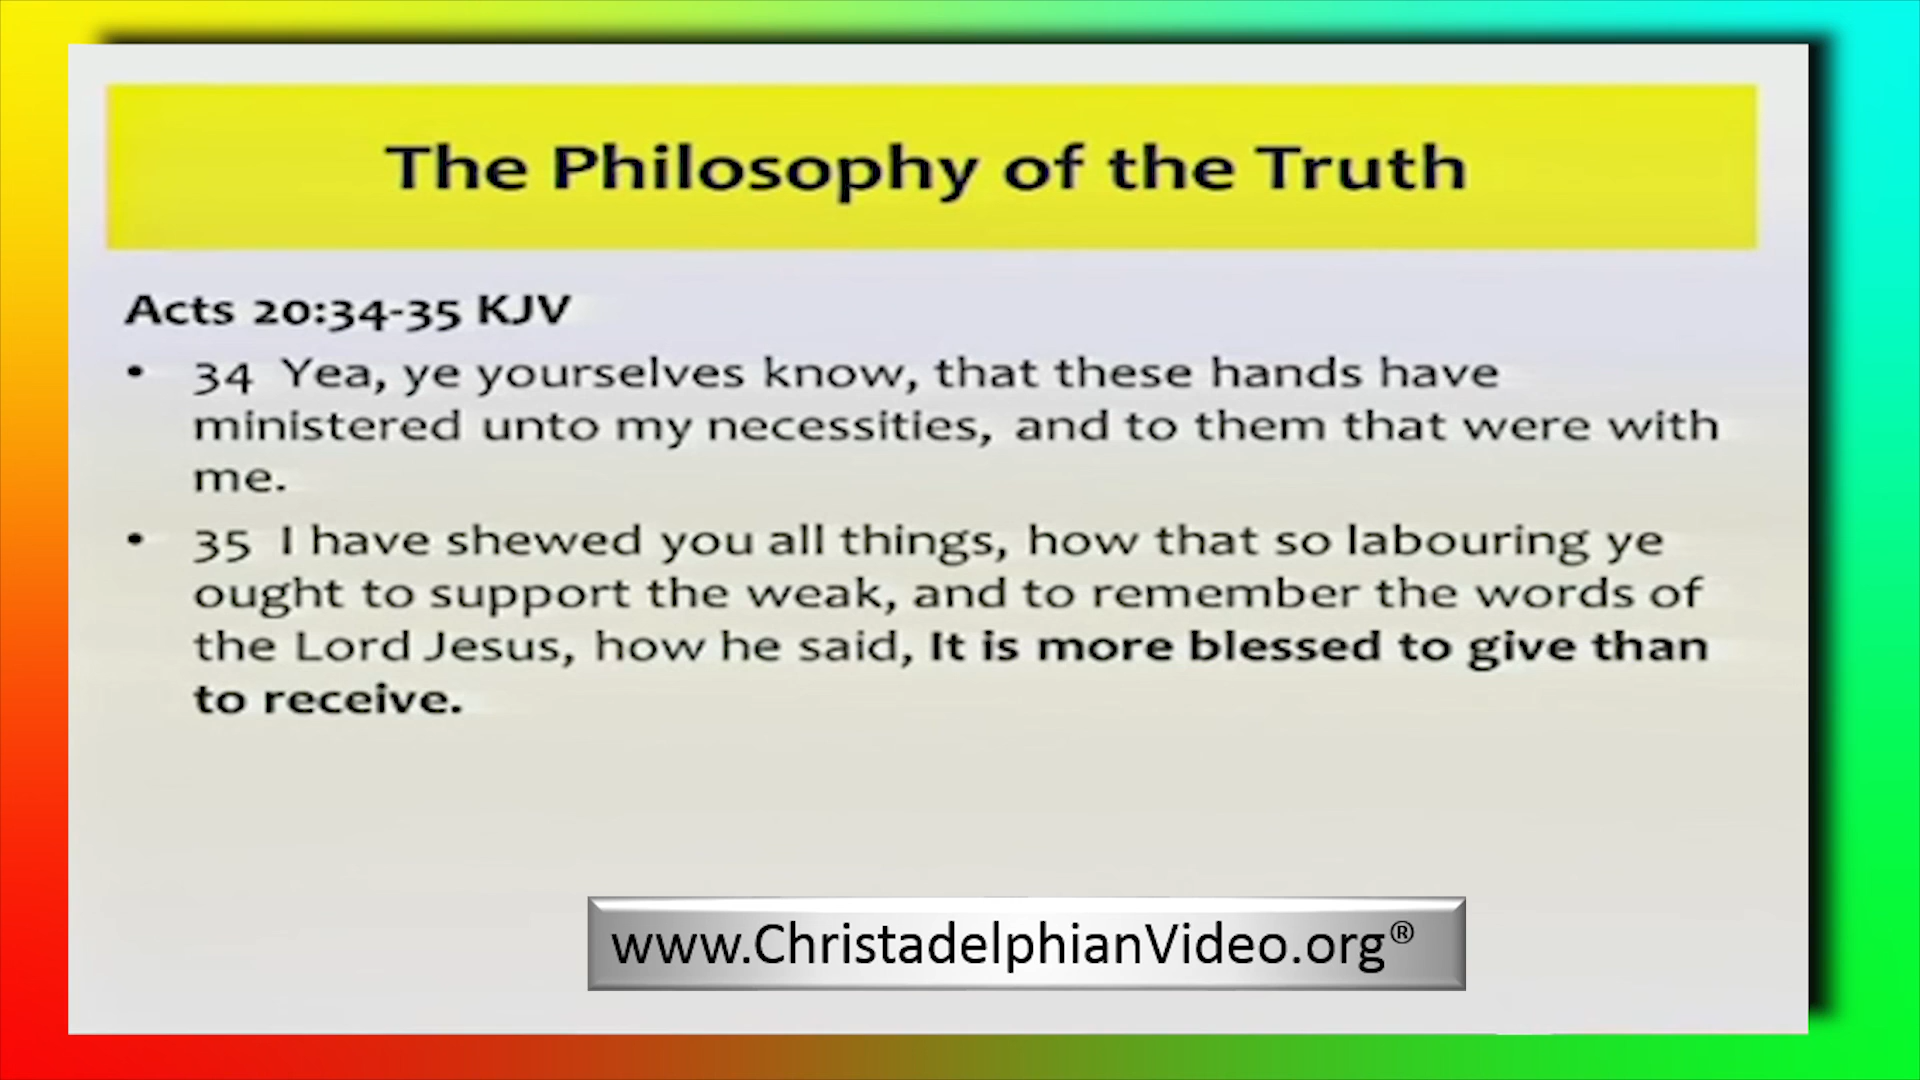 The Philosophy of the Truth
Acts 20:34-35 KJV
• 34 Yea, ye yourselves know, that these hands have
ministered unto my necessities, and to them that were with
me.
• 35 I have shewed you all things, how that so labouring ye
ought to support the weak, and to remember the words of
the Lord Jesus, how he said, It is more blessed to give than
to receive.
www.ChristadelphianVideo.org®